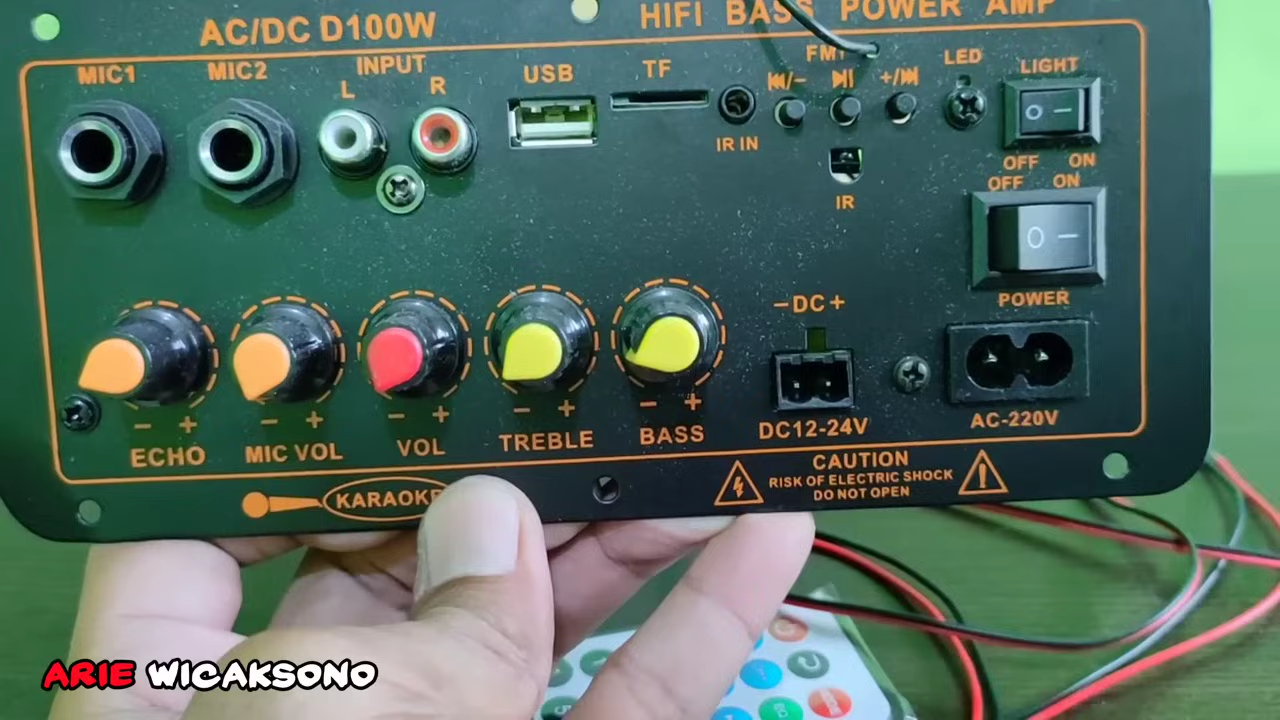 AC/DC D100W
HIFI BASS POWER AMP
MIC1
MIC2
INPUT
L
R
USB
TF
FM1
⏮/−
⏯
+/⏭
LED
LIGHT
IR IN
IR
OFF ON
OFF ON
POWER
−DC+
DC12-24V
AC-220V
− +
ECHO
− +
MIC VOL
− +
VOL
− +
TREBLE
− +
BASS
KARAOKE
CAUTION
RISK OF ELECTRIC SHOCK
DO NOT OPEN
ARIE WICAKSONO